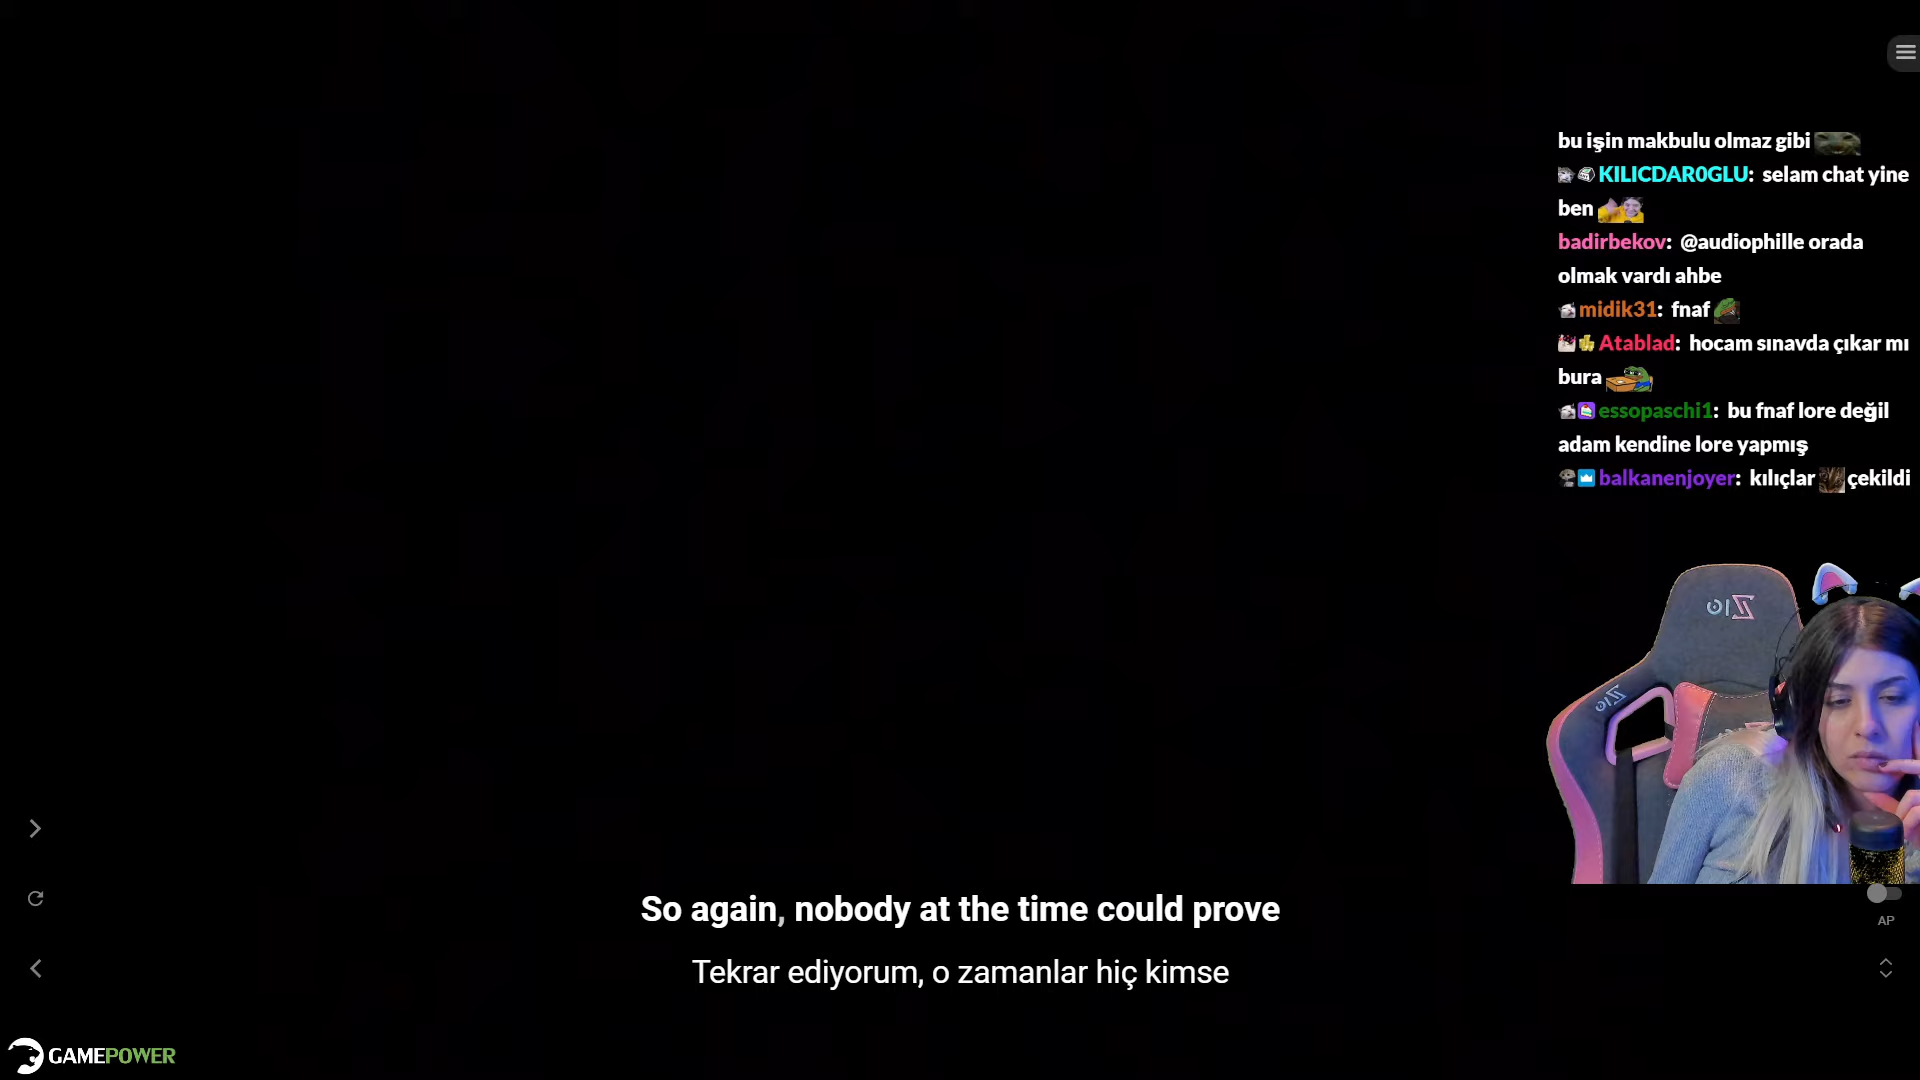 bu işin makbulu olmaz gibi
KILICDAR0GLU: selam chat yine
ben
badirbekov: @audiophille orada
olmak vardı ahbe
midik31: fnaf
Atablad: hocam sınavda çıkar mı
bura
essopaschi1: bu fnaf lore değil
adam kendine lore yapmış
balkanenjoyer: kılıçlar çekildi
So again, nobody at the time could prove
Tekrar ediyorum, o zamanlar hiç kimse
AP
GAMEPOWER